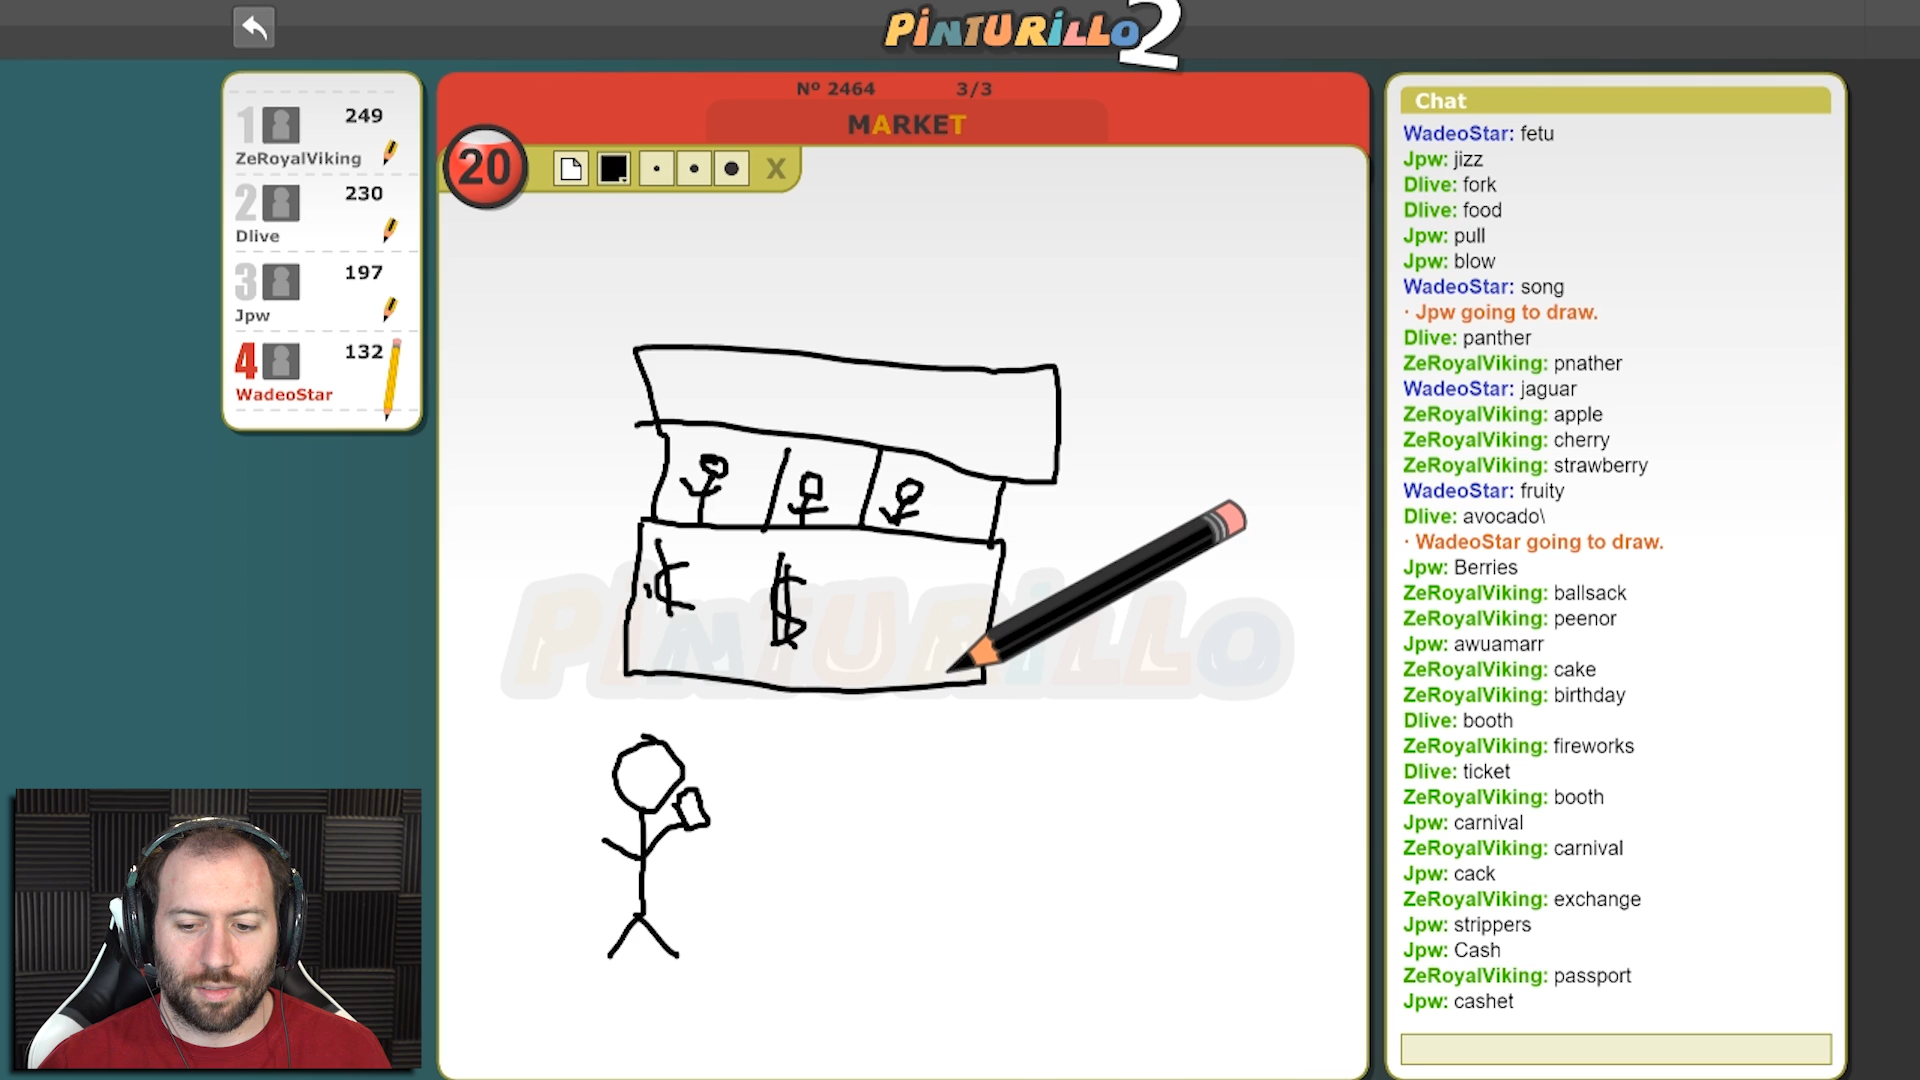 PINTURILLO 2
Nº 2464 3/3
MARKET
20
1 249
ZeRoyalViking
2 230
Dlive
3 197
Jpw
4 132
WadeoStar
X
$
PINTURILLO
Chat
WadeoStar: fetu
Jpw: jizz
Dlive: fork
Dlive: food
Jpw: pull
Jpw: blow
WadeoStar: song
· Jpw going to draw.
Dlive: panther
ZeRoyalViking: pnather
WadeoStar: jaguar
ZeRoyalViking: apple
ZeRoyalViking: cherry
ZeRoyalViking: strawberry
WadeoStar: fruity
Dlive: avocado\
· WadeoStar going to draw.
Jpw: Berries
ZeRoyalViking: ballsack
ZeRoyalViking: peenor
Jpw: awuamarr
ZeRoyalViking: cake
ZeRoyalViking: birthday
Dlive: booth
ZeRoyalViking: fireworks
Dlive: ticket
ZeRoyalViking: booth
Jpw: carnival
ZeRoyalViking: carnival
Jpw: cack
ZeRoyalViking: exchange
Jpw: strippers
Jpw: Cash
ZeRoyalViking: passport
Jpw: cashet